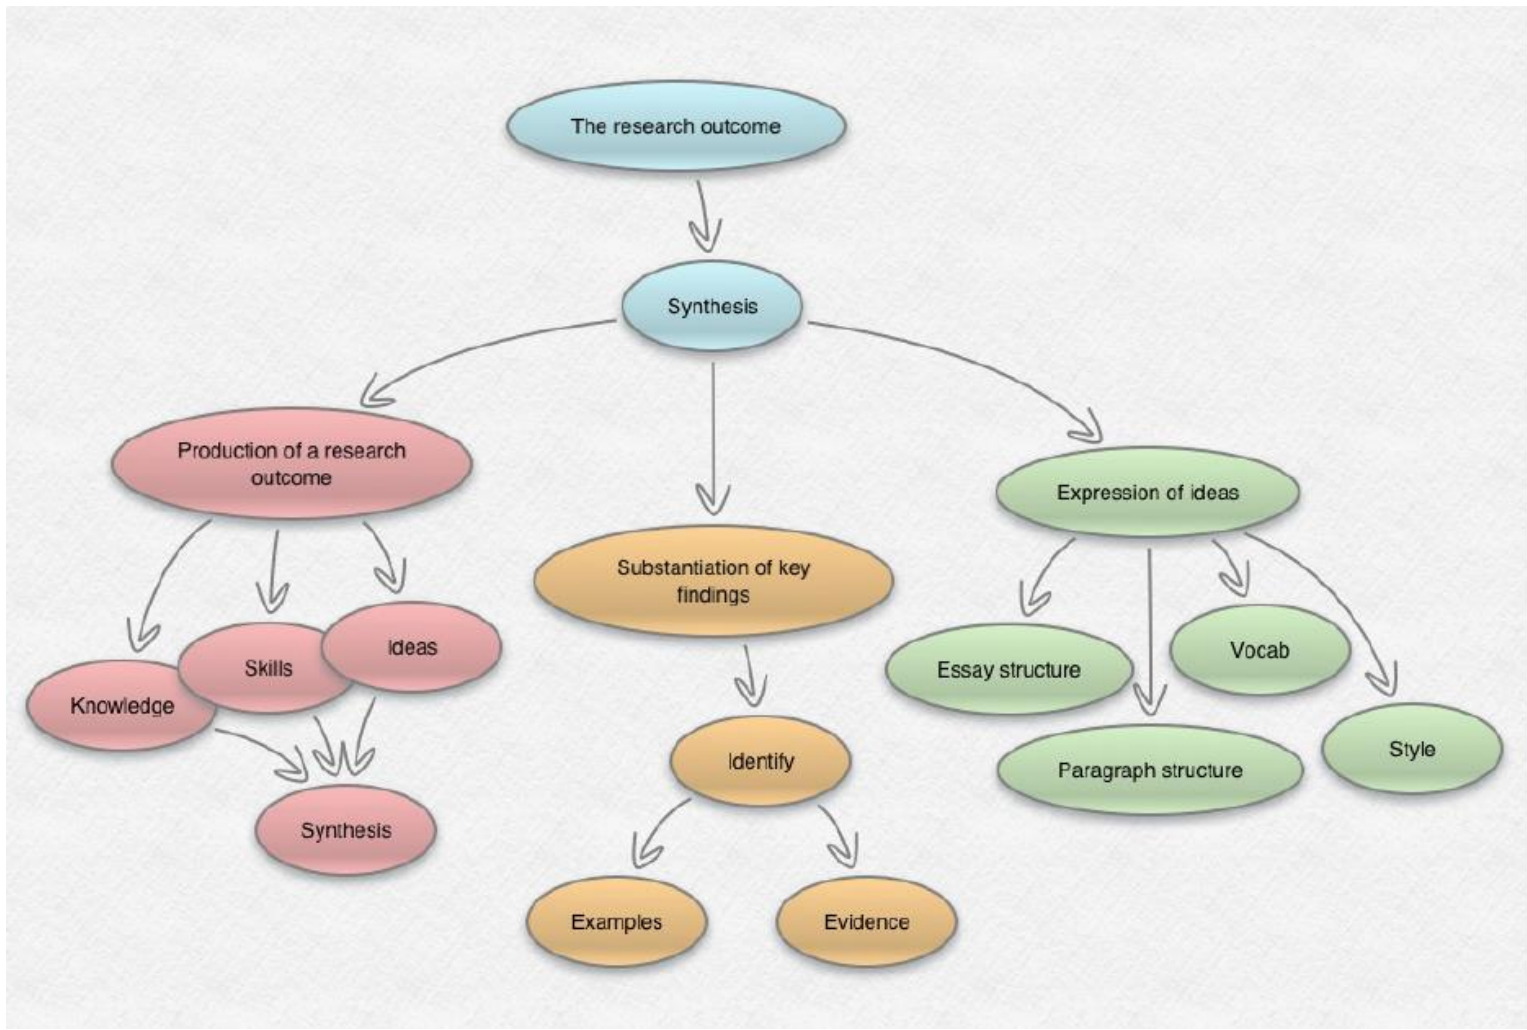 The research outcome
Synthesis
Production of a research
outcome
Knowledge
Skills
Ideas
Synthesis
Substantiation of key
findings
Identify
Examples
Evidence
Expression of ideas
Essay structure
Paragraph structure
Vocab
Style